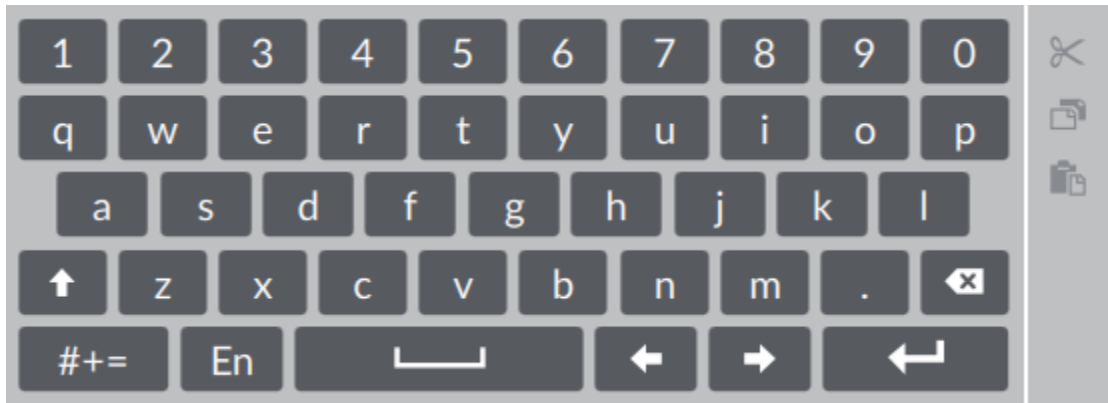 1 2 3 4 5 6 7 8 9 0
q w e r t y u i o p
a s d f g h j k l
z x c v b n m .
#+= En